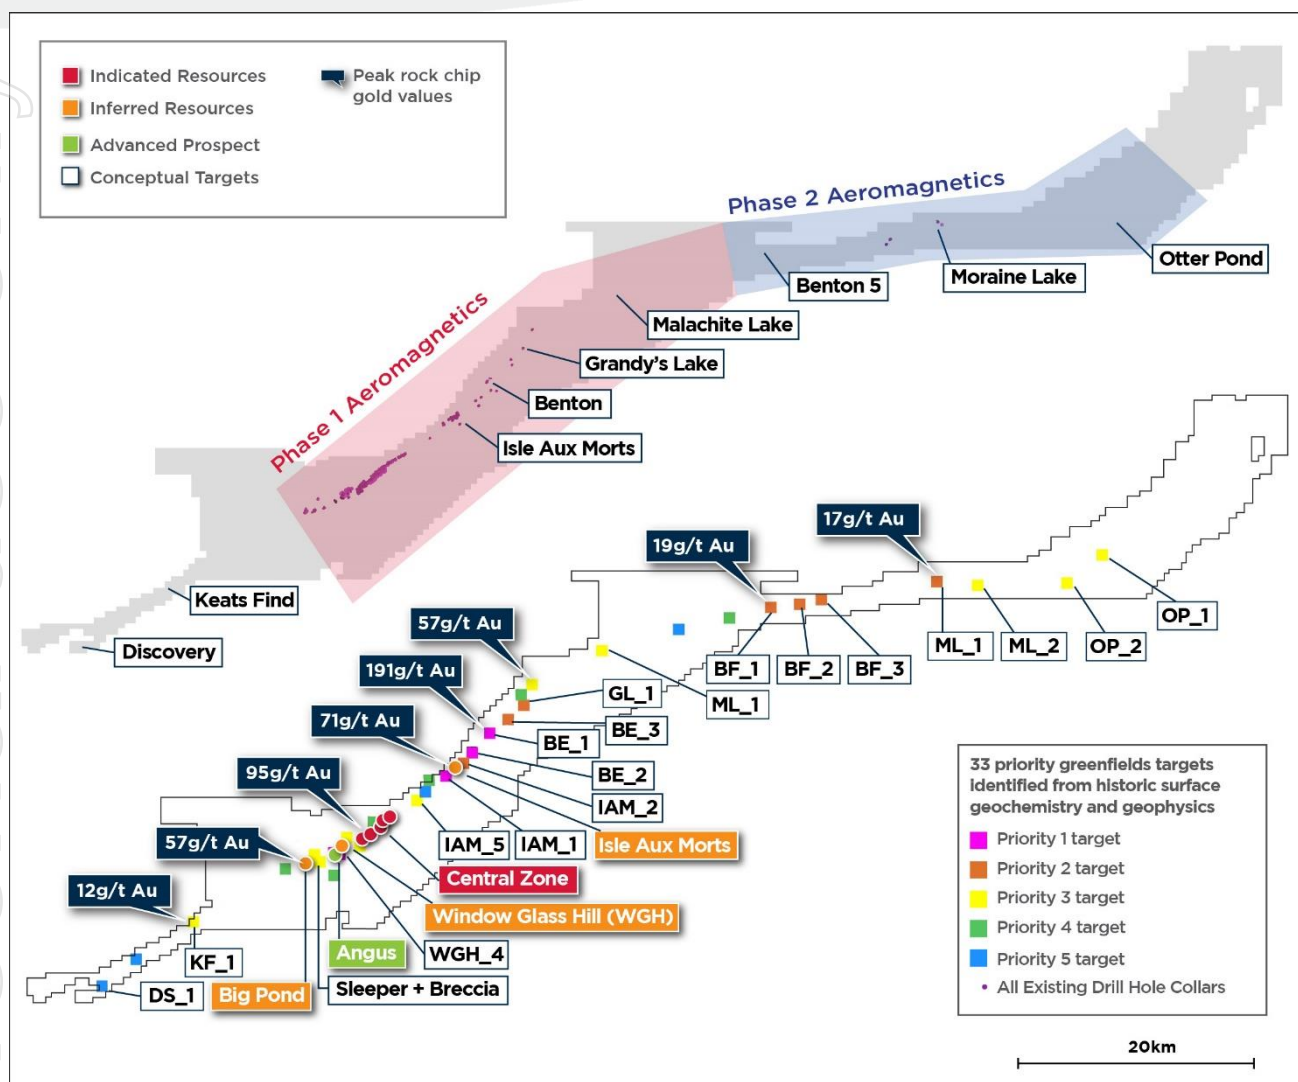 Indicated Resources
Inferred Resources
Advanced Prospect
Conceptual Targets
Peak rock chip
gold values
Phase 2 Aeromagnetics
Phase 1 Aeromagnetics
Otter Pond
Moraine Lake
Benton 5
Malachite Lake
Grandy's Lake
Benton
Isle Aux Morts
Keats Find
Discovery
17g/t Au
19g/t Au
57g/t Au
191g/t Au
71g/t Au
95g/t Au
57g/t Au
12g/t Au
OP_1
OP_2
ML_2
ML_1
BF_3
BF_2
BF_1
ML_1
GL_1
BE_3
BE_1
BE_2
IAM_2
Isle Aux Morts
IAM_1
IAM_5
Central Zone
Window Glass Hill (WGH)
WGH_4
Angus
Sleeper + Breccia
Big Pond
KF_1
DS_1
33 priority greenfields targets
identified from historic surface
geochemistry and geophysics
Priority 1 target
Priority 2 target
Priority 3 target
Priority 4 target
Priority 5 target
All Existing Drill Hole Collars
20km